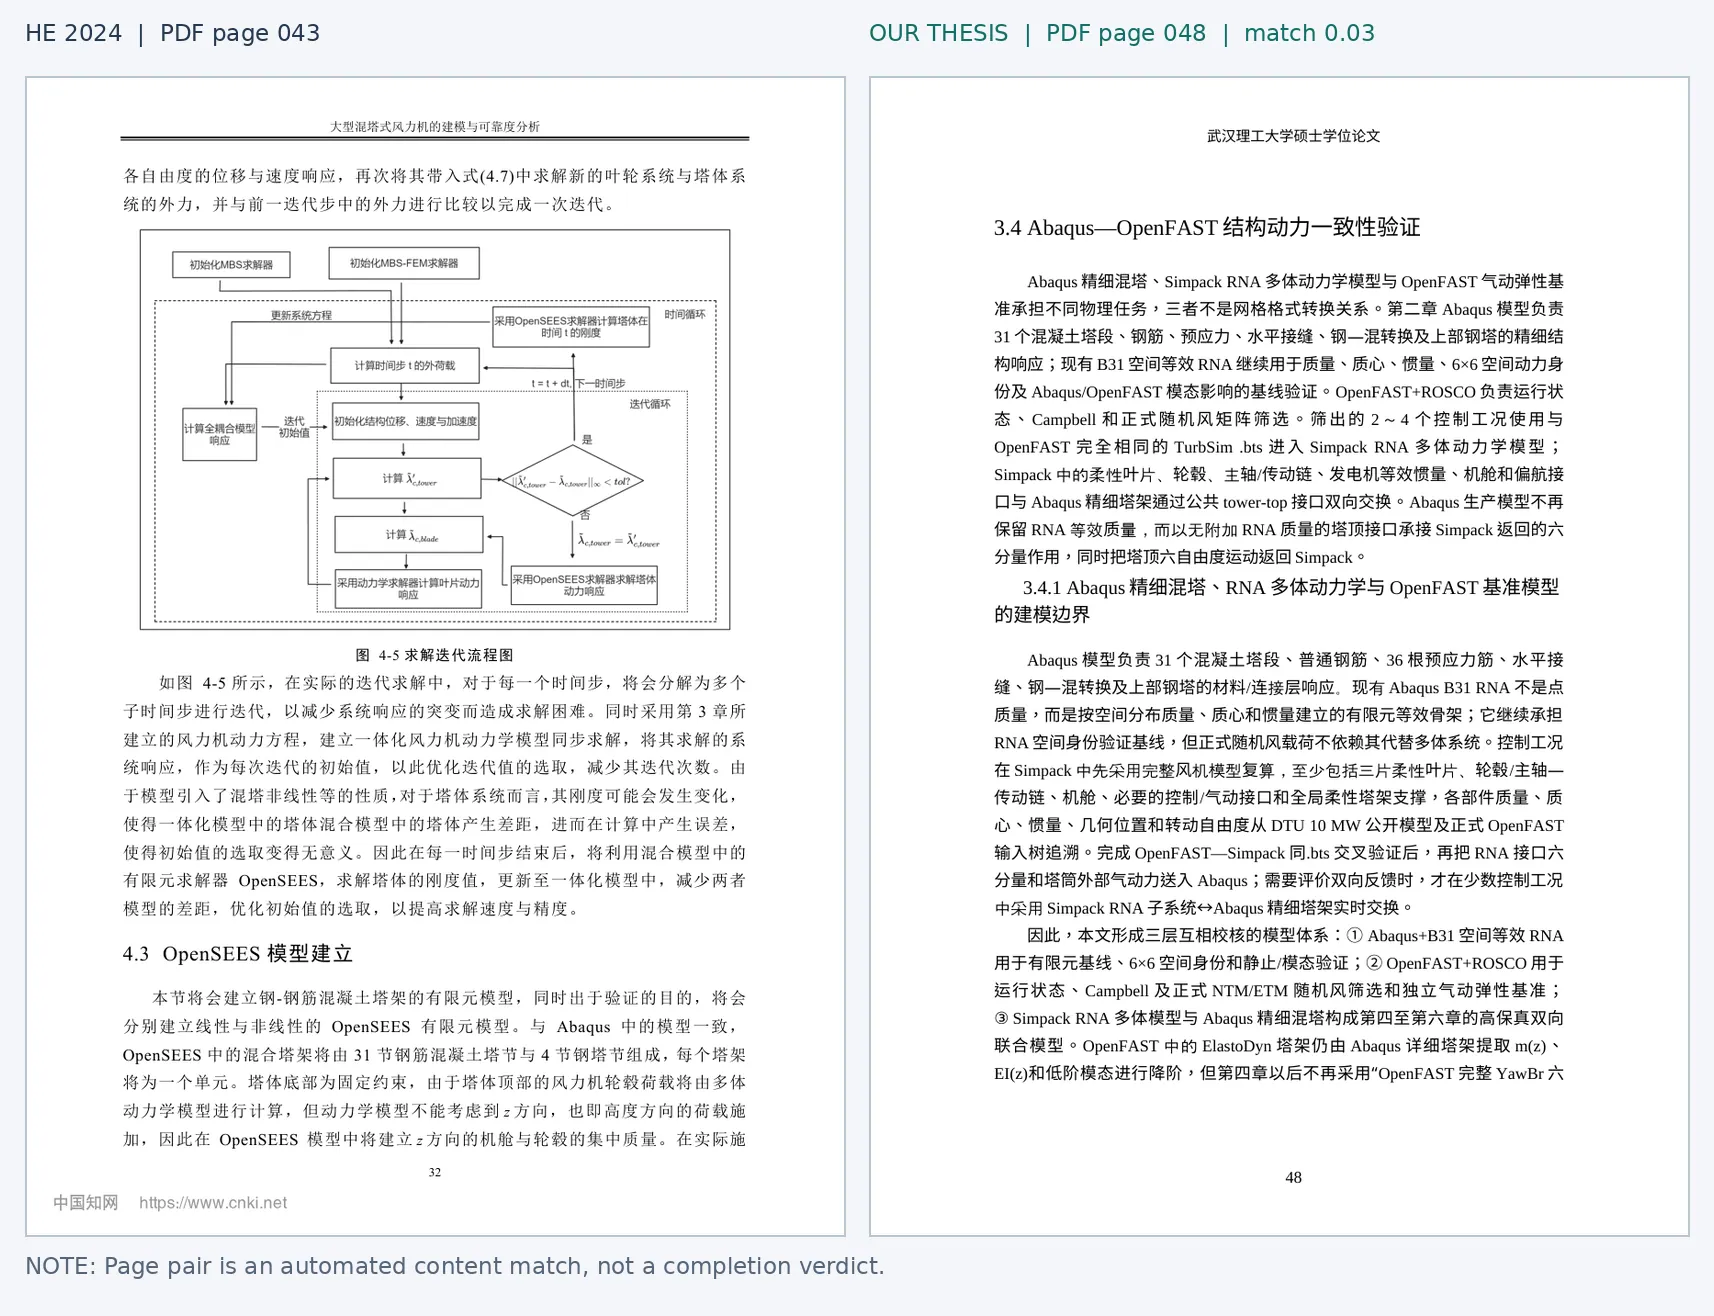 HE 2024 | PDF page 043
大型混塔式风力机的建模与可靠度分析
各自由度的位移与速度响应，再次将其带入式(4.7)中求解新的叶轮系统与塔体系
统的外力，并与前一迭代步中的外力进行比较以完成一次迭代。
初始化MBS求解器
初始化MBS-FEM求解器
更新系统方程
采用OpenSEES求解器计算塔体在
时间 t 的刚度
时间循环
计算时间步 t 的外荷载
t = t + dt, 下一时间步
迭代循环
计算全耦合模型
响应
迭代
初始值
初始化结构位移、速度与加速度
是
计算 λ̃′c,tower
||λ̃′c,tower − λ̃c,tower||∞ < tol?
否
计算 λ̃c,blade
λ̃c,tower = λ̃′c,tower
采用动力学求解器计算叶片动力
响应
采用OpenSEES求解器求解塔体
动力响应
图 4-5 求解迭代流程图
如图 4-5 所示，在实际的迭代求解中，对于每一个时间步，将会分解为多个
子时间步进行迭代，以减少系统响应的突变而造成求解困难。同时采用第 3 章所
建立的风力机动力方程，建立一体化风力机动力学模型同步求解，将其求解的系
统响应，作为每次迭代的初始值，以此优化迭代值的选取，减少其迭代次数。由
于模型引入了混塔非线性等的性质，对于塔体系统而言，其刚度可能会发生变化，
使得一体化模型中的塔体混合模型中的塔体产生差距，进而在计算中产生误差，
使得初始值的选取变得无意义。因此在每一时间步结束后，将利用混合模型中的
有限元求解器 OpenSEES，求解塔体的刚度值，更新至一体化模型中，减少两者
模型的差距，优化初始值的选取，以提高求解速度与精度。
4.3 OpenSEES 模型建立
本节将会建立钢-钢筋混凝土塔架的有限元模型，同时出于验证的目的，将会
分别建立线性与非线性的 OpenSEES 有限元模型。与 Abaqus 中的模型一致，
OpenSEES 中的混合塔架将由 31 节钢筋混凝土塔节与 4 节钢塔节组成，每个塔架
将为一个单元。塔体底部为固定约束，由于塔体顶部的风力机轮毂荷载将由多体
动力学模型进行计算，但动力学模型不能考虑到 z 方向，也即高度方向的荷载施
加，因此在 OpenSEES 模型中将建立 z 方向的机舱与轮毂的集中质量。在实际施
32
中国知网 https://www.cnki.net
OUR THESIS | PDF page 048 | match 0.03
武汉理工大学硕士学位论文
3.4 Abaqus—OpenFAST 结构动力一致性验证
Abaqus 精细混塔、Simpack RNA 多体动力学模型与 OpenFAST 气动弹性基
准承担不同物理任务，三者不是网格格式转换关系。第二章 Abaqus 模型负责
31 个混凝土塔段、钢筋、预应力、水平接缝、钢—混转换及上部钢塔的精细结
构响应；现有 B31 空间等效 RNA 继续用于质量、质心、惯量、6×6 空间动力身
份及 Abaqus/OpenFAST 模态影响的基线验证。OpenFAST+ROSCO 负责运行状
态、Campbell 和正式随机风矩阵筛选。筛出的 2～4 个控制工况使用与
OpenFAST 完全相同的 TurbSim .bts 进入 Simpack RNA 多体动力学模型；
Simpack 中的柔性叶片、轮毂、主轴/传动链、发电机等效惯量、机舱和偏航接
口与 Abaqus 精细塔架通过公共 tower-top 接口双向交换。Abaqus 生产模型不再
保留 RNA 等效质量，而以无附加 RNA 质量的塔顶接口承接 Simpack 返回的六
分量作用，同时把塔顶六自由度运动返回 Simpack。
3.4.1 Abaqus 精细混塔、RNA 多体动力学与 OpenFAST 基准模型
的建模边界
Abaqus 模型负责 31 个混凝土塔段、普通钢筋、36 根预应力筋、水平接
缝、钢—混转换及上部钢塔的材料/连接层响应。现有 Abaqus B31 RNA 不是点
质量，而是按空间分布质量、质心和惯量建立的有限元等效骨架；它继续承担
RNA 空间身份验证基线，但正式随机风载荷不依赖其代替多体系统。控制工况
在 Simpack 中先采用完整风机模型复算，至少包括三片柔性叶片、轮毂/主轴—
传动链、机舱、必要的控制/气动接口和全局柔性塔架支撑，各部件质量、质
心、惯量、几何位置和转动自由度从 DTU 10 MW 公开模型及正式 OpenFAST
输入树追溯。完成 OpenFAST—Simpack 同.bts 交叉验证后，再把 RNA 接口六
分量和塔筒外部气动力送入 Abaqus；需要评价双向反馈时，才在少数控制工况
中采用 Simpack RNA 子系统↔Abaqus 精细塔架实时交换。
因此，本文形成三层互相校核的模型体系：① Abaqus+B31 空间等效 RNA
用于有限元基线、6×6 空间身份和静止/模态验证；② OpenFAST+ROSCO 用于
运行状态、Campbell 及正式 NTM/ETM 随机风筛选和独立气动弹性基准；
③ Simpack RNA 多体模型与 Abaqus 精细混塔构成第四至第六章的高保真双向
联合模型。OpenFAST 中的 ElastoDyn 塔架仍由 Abaqus 详细塔架提取 m(z)、
EI(z)和低阶模态进行降阶，但第四章以后不再采用“OpenFAST 完整 YawBr 六
48
NOTE: Page pair is an automated content match, not a completion verdict.